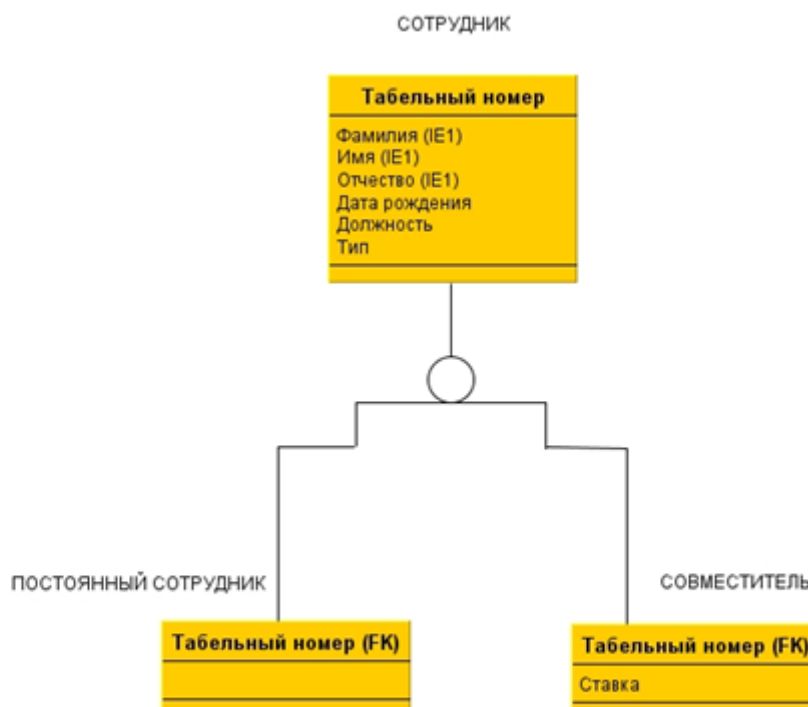 СОТРУДНИК
Табельный номер
Фамилия (IE1)
Имя (IE1)
Отчество (IE1)
Дата рождения
Должность
Тип
ПОСТОЯННЫЙ СОТРУДНИК
СОВМЕСТИТЕЛЬ
Табельный номер (FK)
Табельный номер (FK)
Ставка